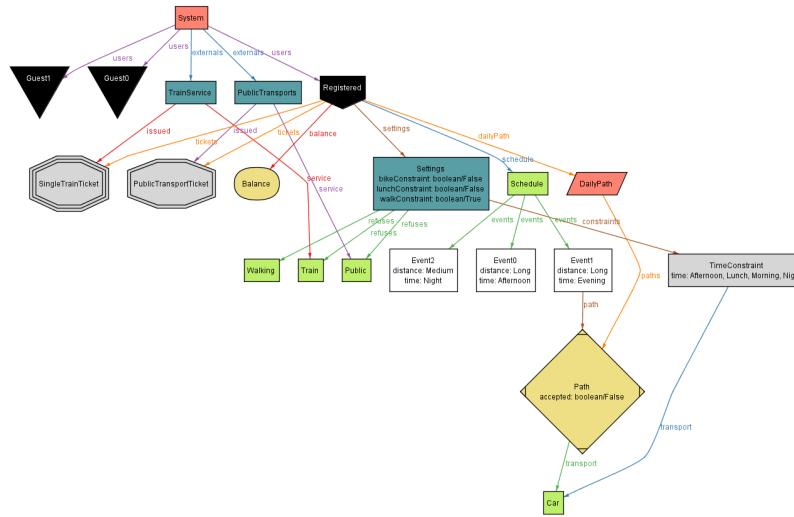 System
users
users
externals
externals
users
Guest1
Guest0
TrainService
PublicTransports
Registered
issued
tickets
issued
tickets
balance
settings
dailyPath
schedule
SingleTrainTicket
PublicTransportTicket
Balance
service
service
Settings
bikeConstraint: boolean/False
lunchConstraint: boolean/False
walkConstraint: boolean/True
Schedule
DailyPath
refuses
refuses
refuses
events
events
events
constraints
Walking
Train
Public
Event2
distance: Medium
time: Night
Event0
distance: Long
time: Afternoon
Event1
distance: Long
time: Evening
TimeConstraint
time: Afternoon, Lunch, Morning,
path
paths
Path
accepted: boolean/False
transport
transport
Car